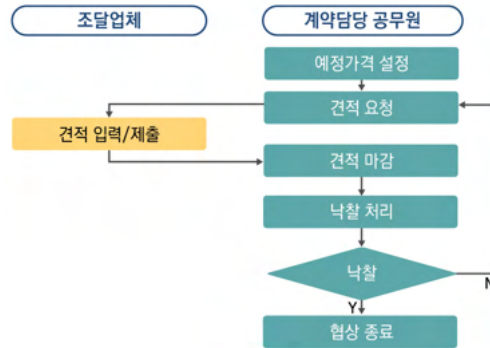 조달업체
계약담당 공무원
예정가격 설정
견적 요청
견적 입력/제출
견적 마감
낙찰 처리
낙찰
N
Y
협상 종료